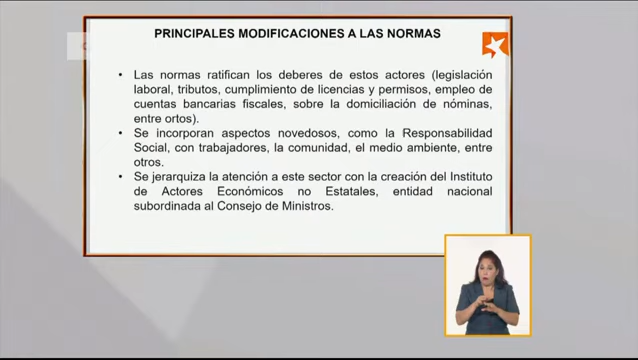 PRINCIPALES MODIFICACIONES A LAS NORMAS
• Las normas ratifican los deberes de estos actores (legislación
laboral, tributos, cumplimiento de licencias y permisos, empleo de
cuentas bancarias fiscales, sobre la domiciliación de nóminas,
entre ortos).
• Se incorporan aspectos novedosos, como la Responsabilidad
Social, con trabajadores, la comunidad, el medio ambiente, entre
otros.
• Se jerarquiza la atención a este sector con la creación del Instituto
de Actores Económicos no Estatales, entidad nacional
subordinada al Consejo de Ministros.